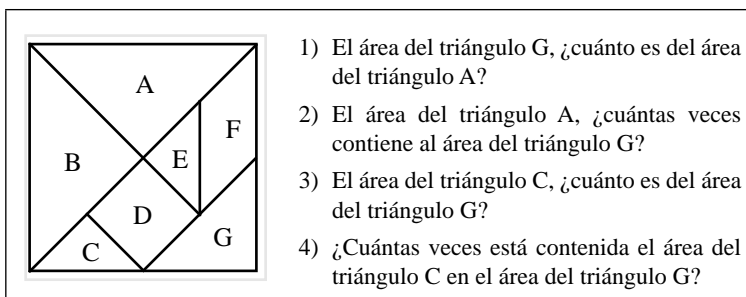 A
B
C
D
E
F
G
1) El área del triángulo G, ¿cuánto es del área
del triángulo A?
2) El área del triángulo A, ¿cuántas veces
contiene al área del triángulo G?
3) El área del triángulo C, ¿cuánto es del área
del triángulo G?
4) ¿Cuántas veces está contenida el área del
triángulo C en el área del triángulo G?